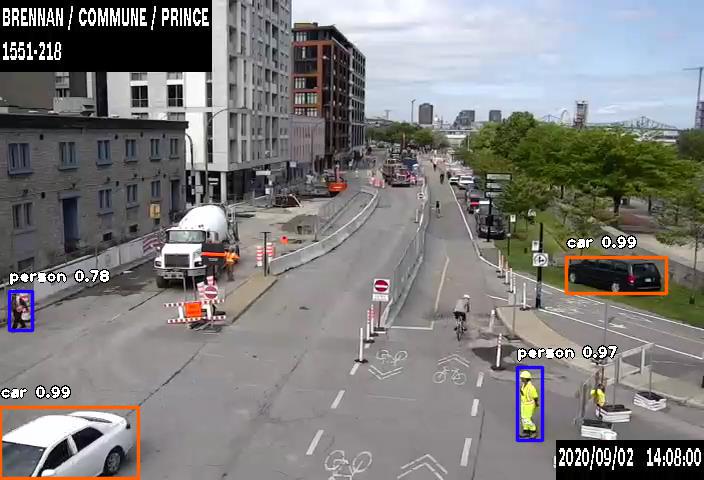 BRENNAN / COMMUNE / PRINCE
1551-218
car 0.99
person 0.78
person 0.97
car 0.99
2020/09/02 14:08:00